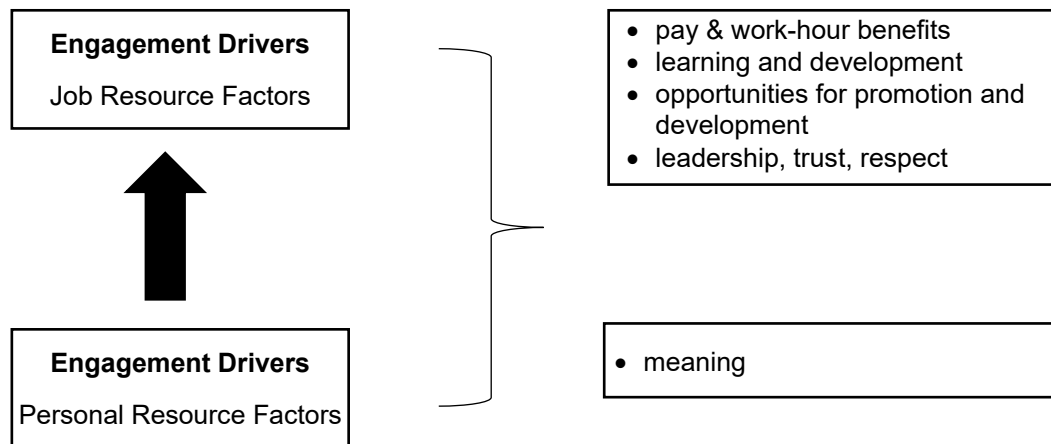 Engagement Drivers
Job Resource Factors
• pay & work-hour benefits
• learning and development
• opportunities for promotion and
development
• leadership, trust, respect
Engagement Drivers
Personal Resource Factors
• meaning